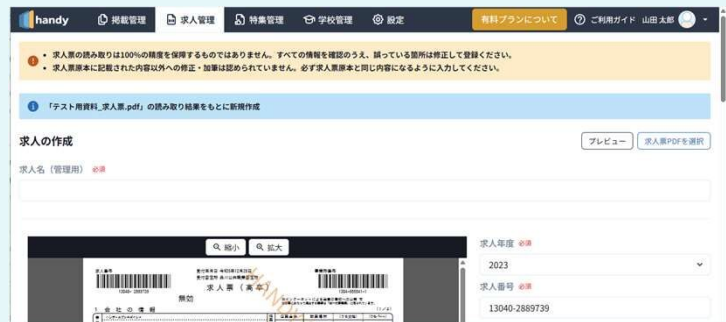 handy 掲載管理 求人管理 特集管理 学校管理 設定 有料プランについて ご利用ガイド 山田 太郎
• 求人票の読み取りは100%の精度を保障するものではありません。すべての情報を確認のうえ、誤っている箇所は修正して登録ください。
• 求人票原本に記載された内容以外への修正・加筆は認められていません。必ず求人票原本と同じ内容になるように入力してください。
「テスト用資料_求人票.pdf」の読み取り結果をもとに新規作成
求人の作成 プレビュー 求人票PDFを選択
求人名（管理用） 必須
縮小 拡大
求人年度 必須
2023
求人番号 必須
13040-2889739
求人票（高卒）
13040- 2889739
無効
1 会社の情報